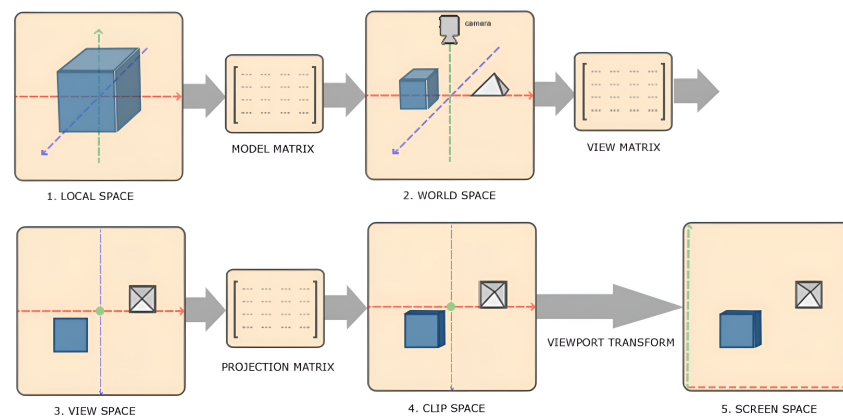 camera
MODEL MATRIX
VIEW MATRIX
1. LOCAL SPACE
2. WORLD SPACE
VIEWPORT TRANSFORM
PROJECTION MATRIX
3. VIEW SPACE
4. CLIP SPACE
5. SCREEN SPACE